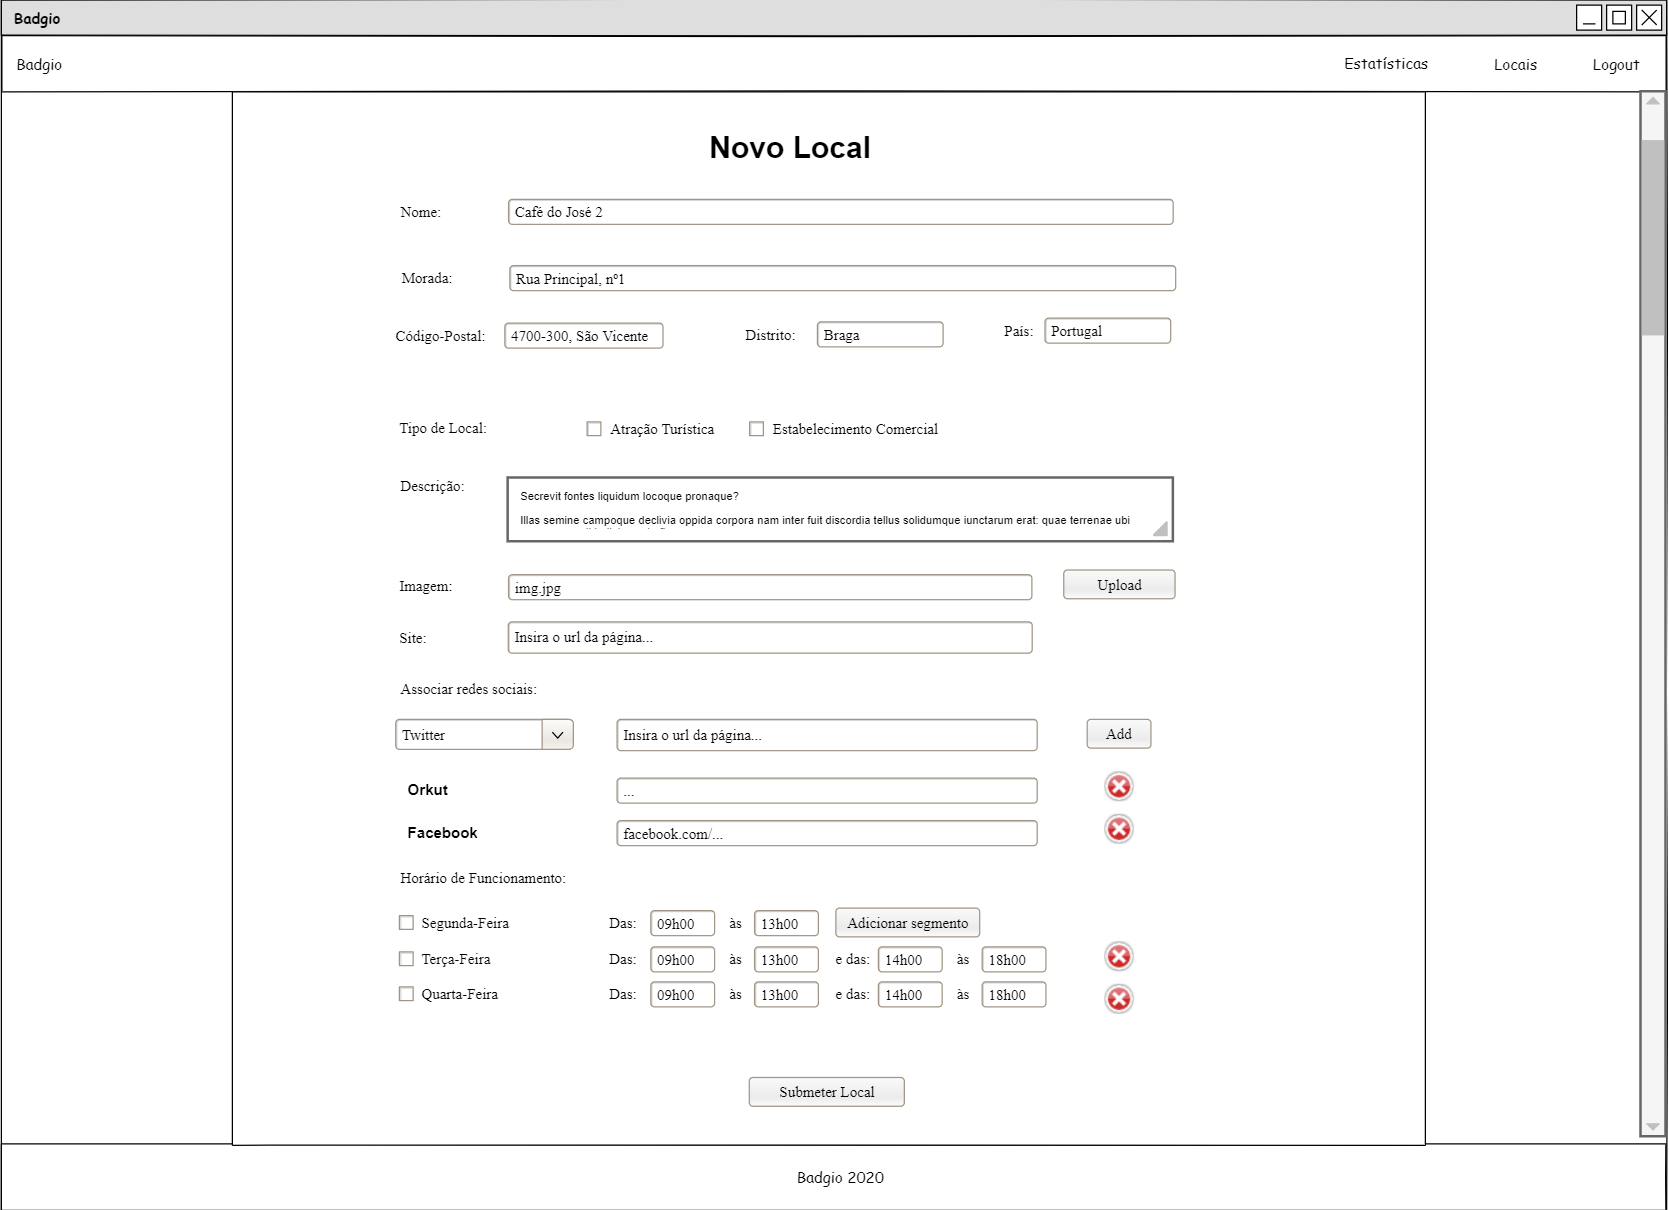 Badgio
Badgio Estatísticas Locais Logout
Novo Local
Nome: Café do José 2
Morada: Rua Principal, nº1
Código-Postal: 4700-300, São Vicente Distrito: Braga País: Portugal
Tipo de Local: Atração Turística Estabelecimento Comercial
Descrição: Secrevit fontes liquidum locoque pronaque?
Illas semine campoque declivia oppida corpora nam inter fuit discordia tellus solidumque iunctarum erat: quae terrenae ubi
Imagem: img.jpg Upload
Site: Insira o url da página...
Associar redes sociais:
Twitter Insira o url da página... Add
Orkut ...
Facebook facebook.com/...
Horário de Funcionamento:
Segunda-Feira Das: 09h00 às 13h00 Adicionar segmento
Terça-Feira Das: 09h00 às 13h00 e das: 14h00 às 18h00
Quarta-Feira Das: 09h00 às 13h00 e das: 14h00 às 18h00
Submeter Local
Badgio 2020